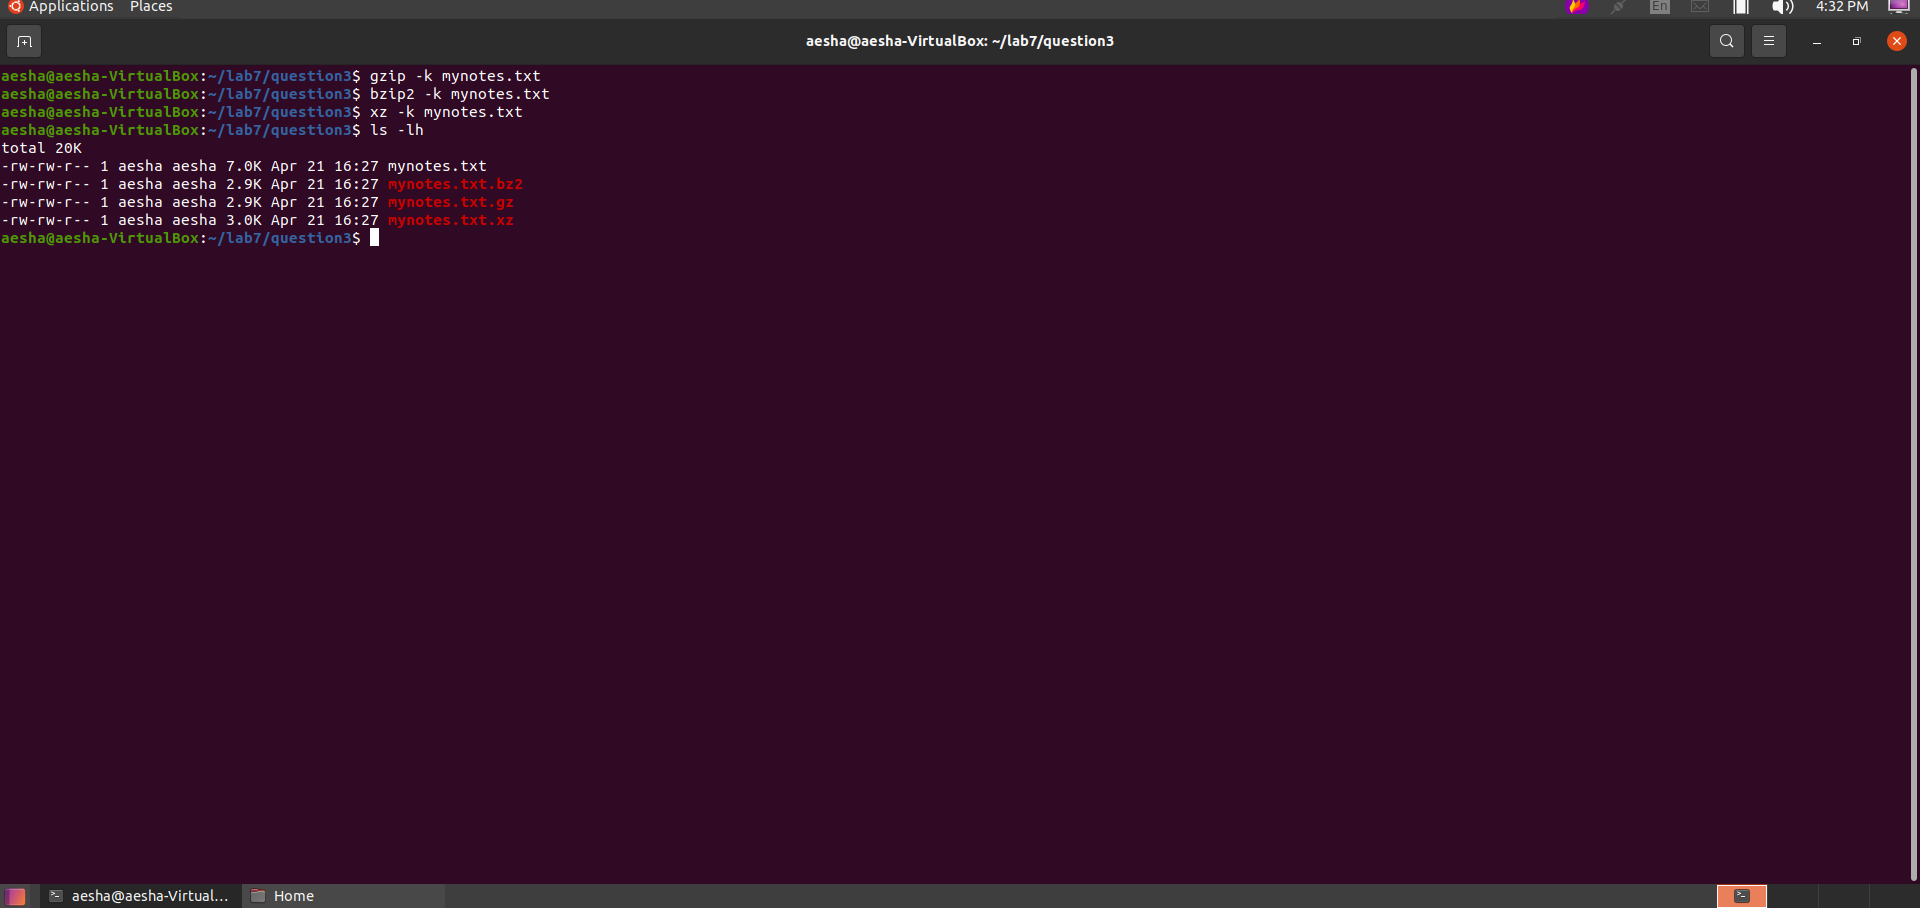 Applications Places En 4:32 PM
aesha@aesha-VirtualBox: ~/lab7/question3
aesha@aesha-VirtualBox:~/lab7/question3$ gzip -k mynotes.txt
aesha@aesha-VirtualBox:~/lab7/question3$ bzip2 -k mynotes.txt
aesha@aesha-VirtualBox:~/lab7/question3$ xz -k mynotes.txt
aesha@aesha-VirtualBox:~/lab7/question3$ ls -lh
total 20K
-rw-rw-r-- 1 aesha aesha 7.0K Apr 21 16:27 mynotes.txt
-rw-rw-r-- 1 aesha aesha 2.9K Apr 21 16:27 mynotes.txt.bz2
-rw-rw-r-- 1 aesha aesha 2.9K Apr 21 16:27 mynotes.txt.gz
-rw-rw-r-- 1 aesha aesha 3.0K Apr 21 16:27 mynotes.txt.xz
aesha@aesha-VirtualBox:~/lab7/question3$
aesha@aesha-Virtual... Home